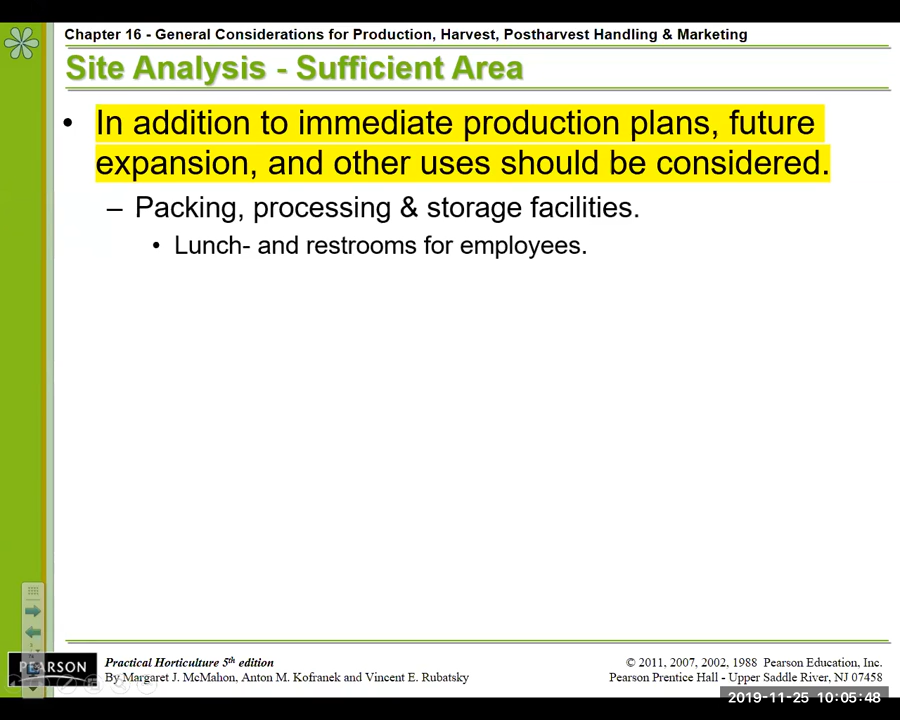 Chapter 16 - General Considerations for Production, Harvest, Postharvest Handling & Marketing
Site Analysis - Sufficient Area
• In addition to immediate production plans, future
expansion, and other uses should be considered.
– Packing, processing & storage facilities.
• Lunch- and restrooms for employees.
PEARSON
Practical Horticulture 5th edition
By Margaret J. McMahon, Anton M. Kofranek and Vincent E. Rubatsky
© 2011, 2007, 2002, 1988 Pearson Education, Inc.
Pearson Prentice Hall - Upper Saddle River, NJ 07458
2019-11-25 10:05:48